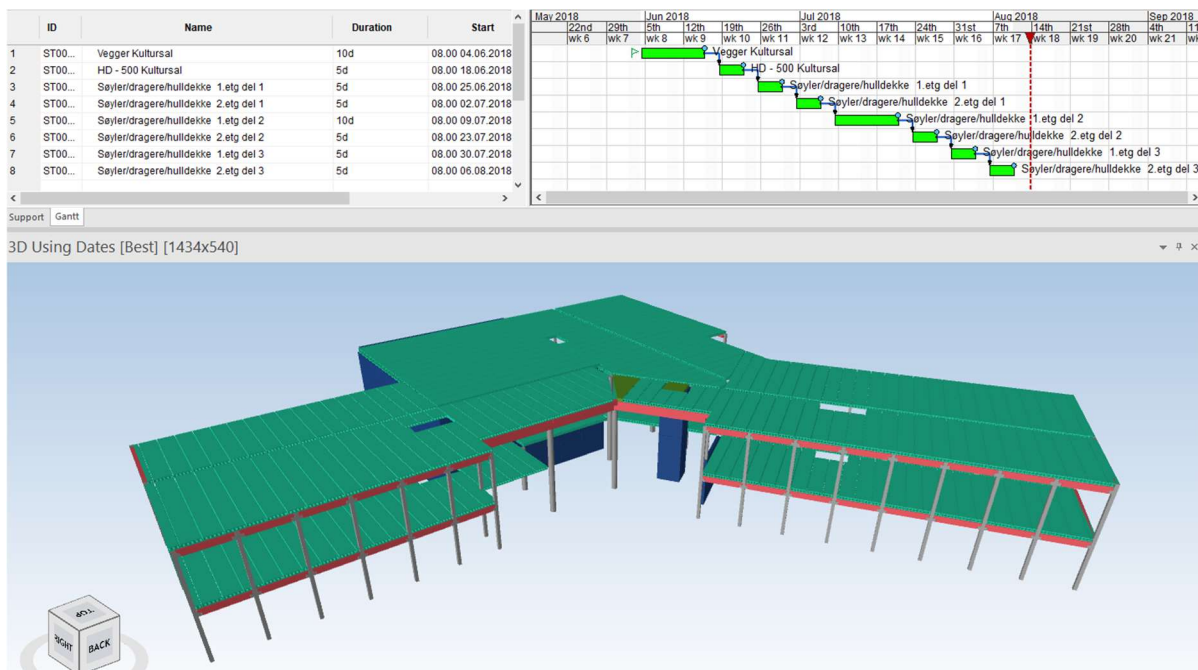 ID Name Duration Start
1 ST00... Vegger Kultursal 10d 08.00 04.06.2018
2 ST00... HD - 500 Kultursal 5d 08.00 18.06.2018
3 ST00... Søyler/dragere/hulldekke 1.etg del 1 5d 08.00 25.06.2018
4 ST00... Søyler/dragere/hulldekke 2.etg del 1 5d 08.00 02.07.2018
5 ST00... Søyler/dragere/hulldekke 1.etg del 2 10d 08.00 09.07.2018
6 ST00... Søyler/dragere/hulldekke 2.etg del 2 5d 08.00 23.07.2018
7 ST00... Søyler/dragere/hulldekke 1.etg del 3 5d 08.00 30.07.2018
8 ST00... Søyler/dragere/hulldekke 2.etg del 3 5d 08.00 06.08.2018
May 2018 Jun 2018 Jul 2018 Aug 2018 Sep 2018
22nd 29th 5th 12th 19th 26th 3rd 10th 17th 24th 31st 7th 14th 21st 28th 4th 11
wk 6 wk 7 wk 8 wk 9 wk 10 wk 11 wk 12 wk 13 wk 14 wk 15 wk 16 wk 17 wk 18 wk 19 wk 20 wk 21
Vegger Kultursal
HD - 500 Kultursal
Søyler/dragere/hulldekke 1.etg del 1
Søyler/dragere/hulldekke 2.etg del 1
Søyler/dragere/hulldekke 1.etg del 2
Søyler/dragere/hulldekke 2.etg del 2
Søyler/dragere/hulldekke 1.etg del 3
Søyler/dragere/hulldekke 2.etg del 3
Support Gantt
3D Using Dates [Best] [1434x540]
TOP
RIGHT BACK